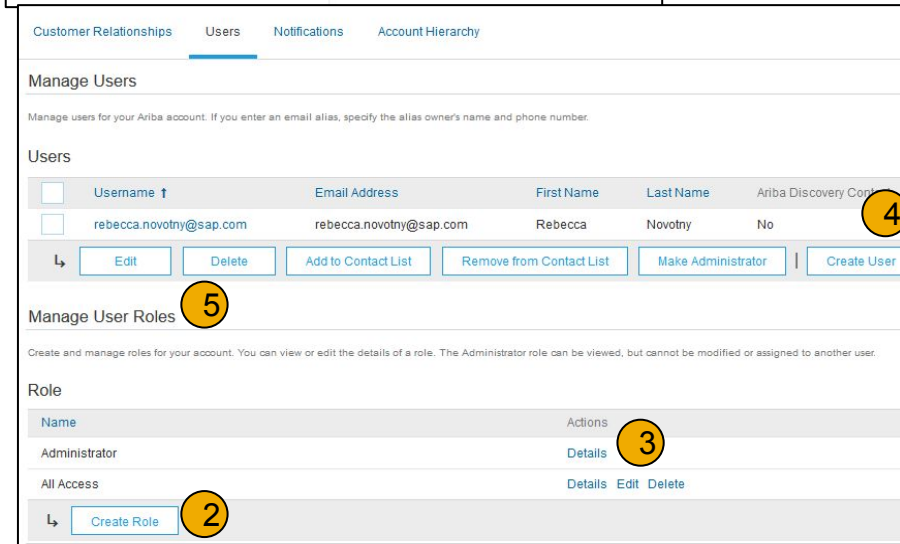 Customer Relationships Users Notifications Account Hierarchy
Manage Users
Manage users for your Ariba account. If you enter an email alias, specify the alias owner's name and phone number.
Users
Username ↑ Email Address First Name Last Name Ariba Discovery
rebecca.novotny@sap.com rebecca.novotny@sap.com Rebecca Novotny No
4
Edit Delete Add to Contact List Remove from Contact List Make Administrator | Create User
5
Manage User Roles
Create and manage roles for your account. You can view or edit the details of a role. The Administrator role can be viewed, but cannot be modified or assigned to another user.
Role
Name Actions
Administrator Details 3
All Access Details Edit Delete
Create Role 2